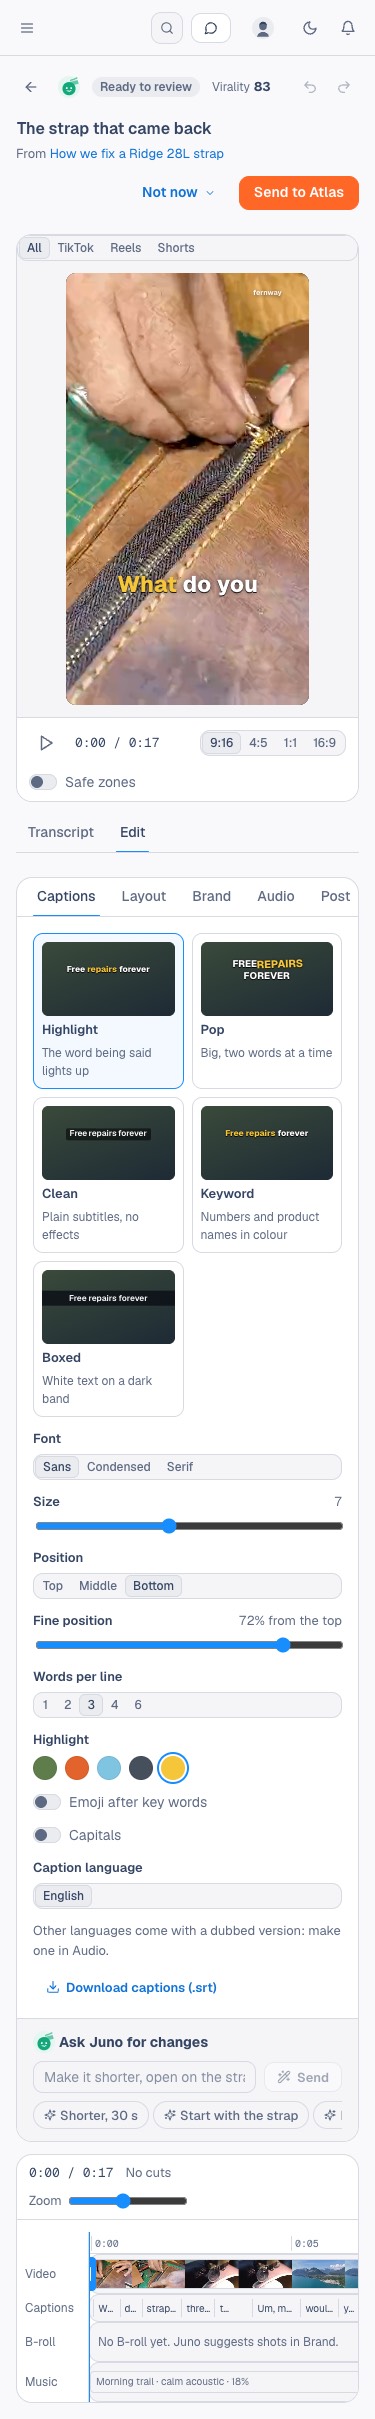 Ready to review
Virality 83
The strap that came back
From How we fix a Ridge 28L strap
Not now
Send to Atlas
All TikTok Reels Shorts
fernway
What do you
0:00 / 0:17
9:16 4:5 1:1 16:9
Safe zones
Transcript Edit
Captions Layout Brand Audio Post
Free repairs forever
Highlight
The word being said
lights up
FREE REPAIRS
FOREVER
Pop
Big, two words at a time
Free repairs forever
Clean
Plain subtitles, no
effects
Free repairs forever
Keyword
Numbers and product
names in colour
Free repairs forever
Boxed
White text on a dark
band
Font
Sans Condensed Serif
Size 7
Position
Top Middle Bottom
Fine position 72% from the top
Words per line
1 2 3 4 6
Highlight
Emoji after key words
Capitals
Caption language
English
Other languages come with a dubbed version: make
one in Audio.
Download captions (.srt)
Ask Juno for changes
Make it shorter, open on the stra
Send
Shorter, 30 s
Start with the strap
0:00 / 0:17 No cuts
Zoom
0:00 0:05
Video
Captions W... d... strap... thre... t... Um, m... woul... y...
B-roll No B-roll yet. Juno suggests shots in Brand.
Music Morning trail · calm acoustic · 18%